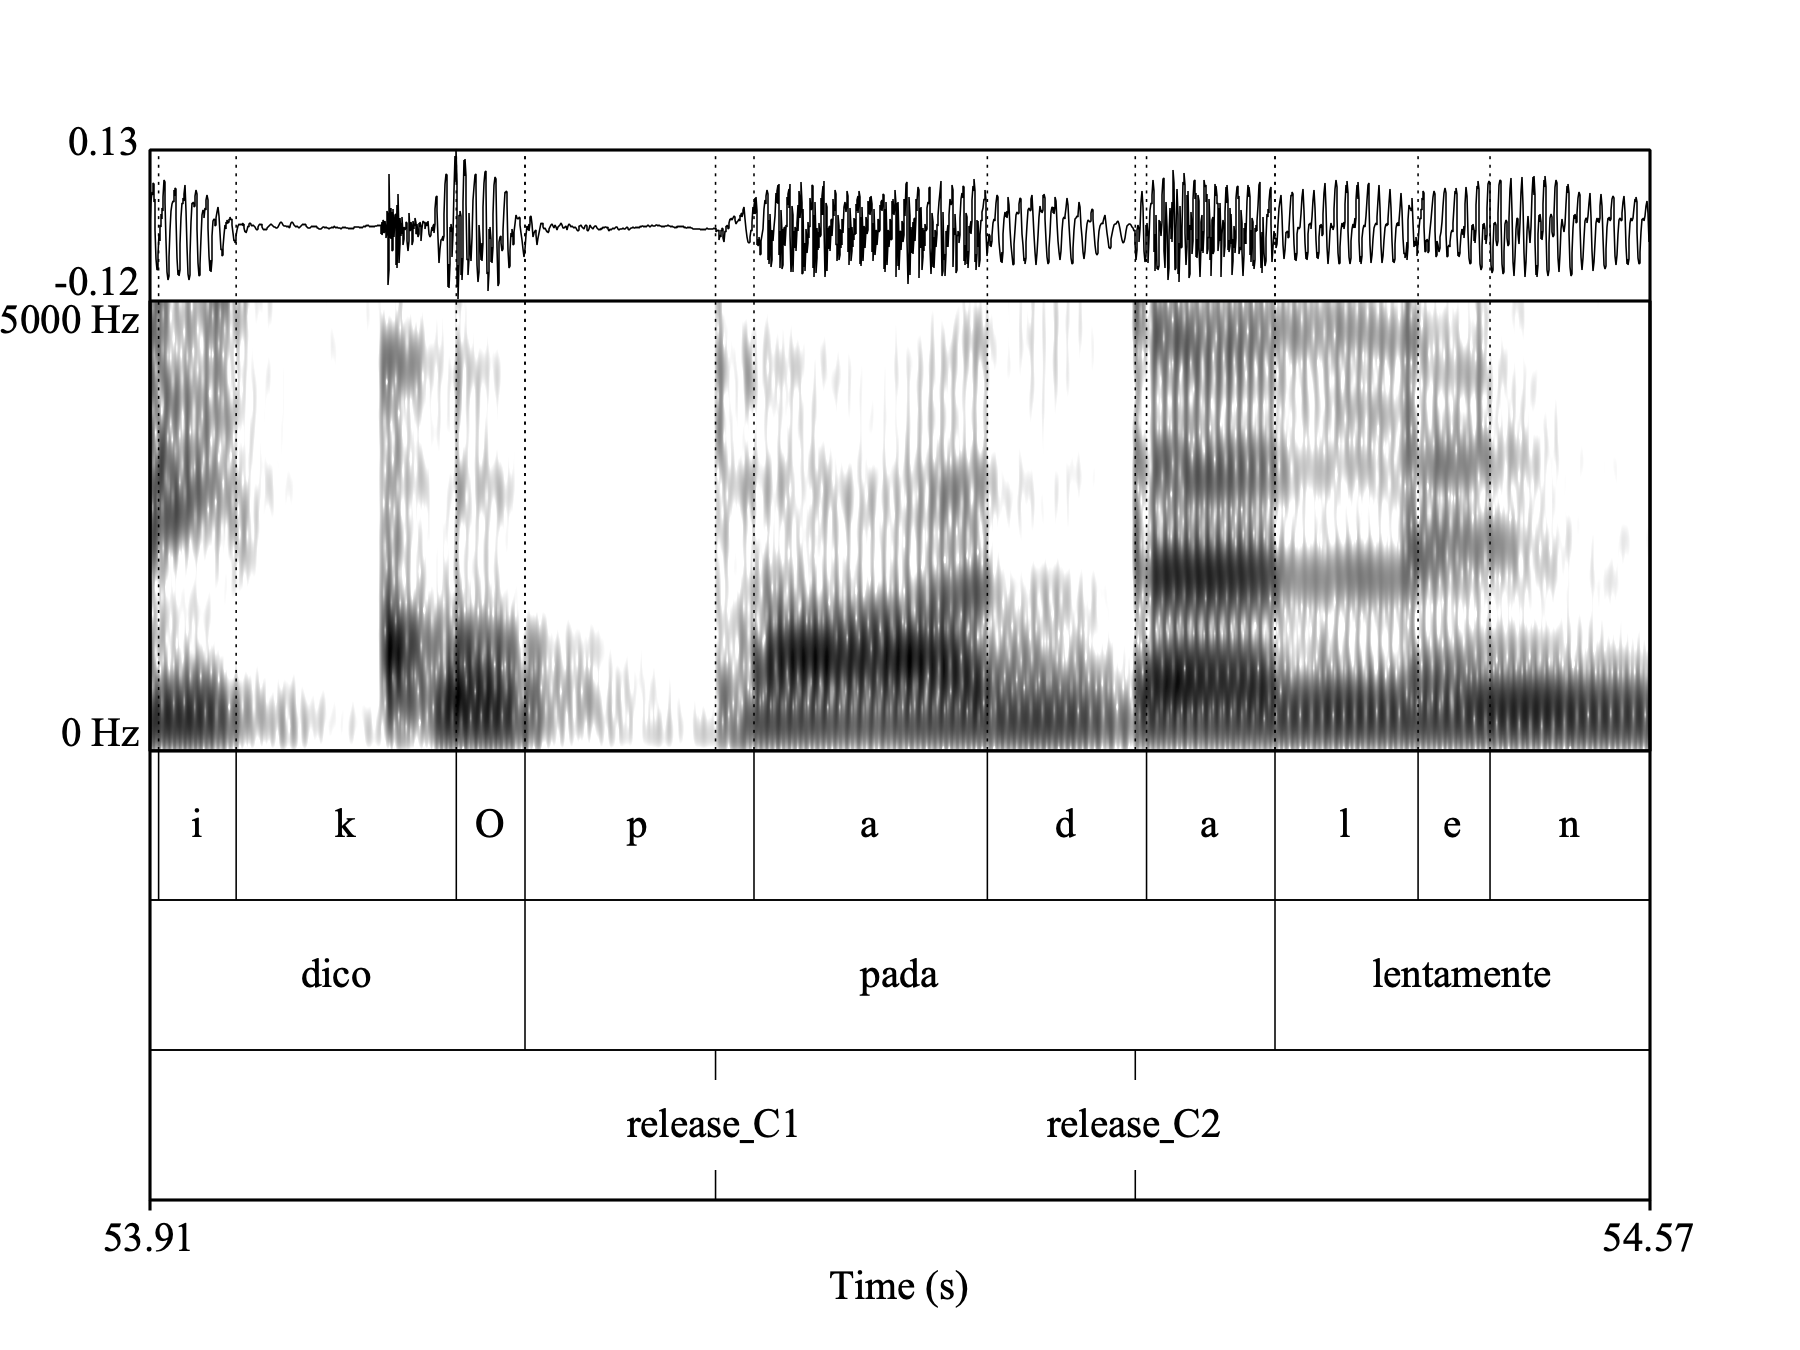 0.13
-0.12
5000 Hz
0 Hz
i k O p a d a l e n
dico pada lentamente
release_C1 release_C2
53.91 54.57
Time (s)